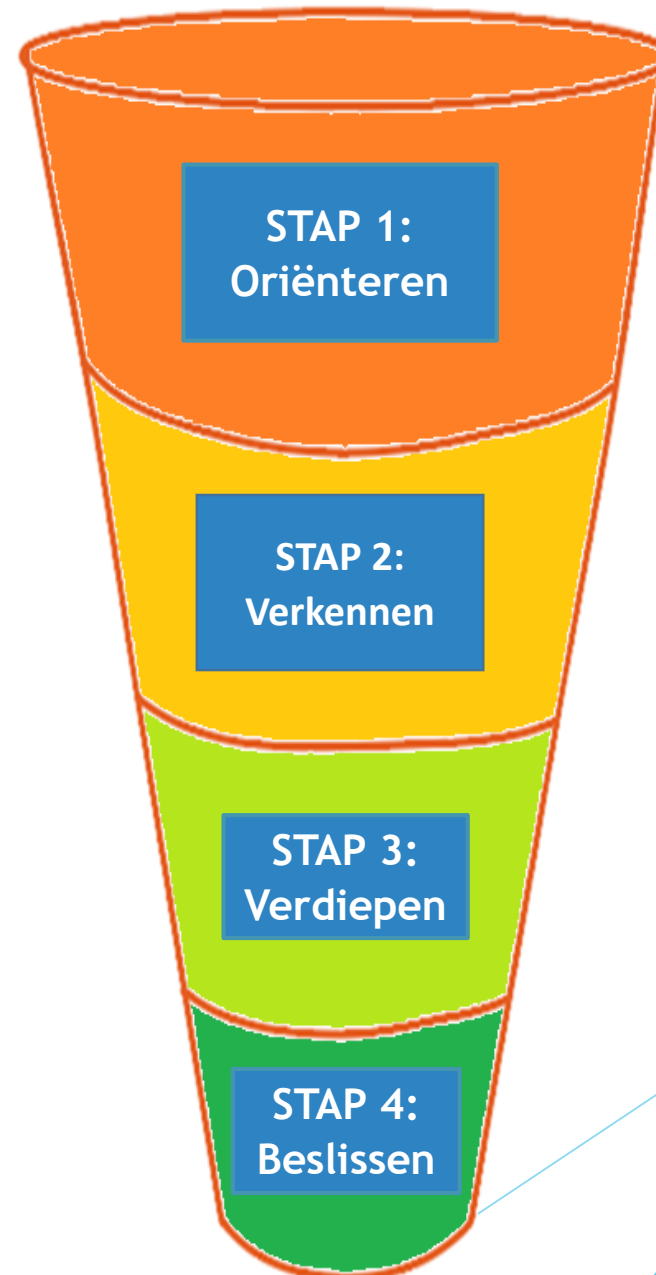 STAP 1:
Oriënteren
STAP 2:
Verkennen
STAP 3:
Verdiepen
STAP 4:
Beslissen